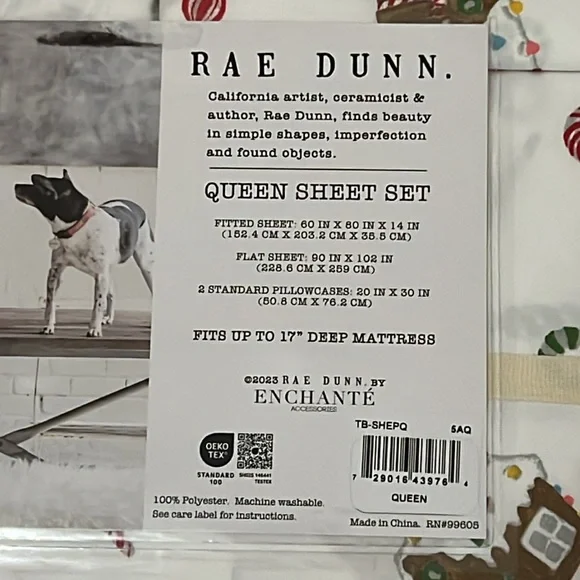 RAE DUNN.
California artist, ceramicist &
author, Rae Dunn, finds beauty
in simple shapes, imperfection
and found objects.
QUEEN SHEET SET
FITTED SHEET: 60 IN X 80 IN X 14 IN
(152.4 CM X 203.2 CM X 35.5 CM)
FLAT SHEET: 90 IN X 102 IN
(228.6 CM X 259 CM)
2 STANDARD PILLOWCASES: 20 IN X 30 IN
(50.8 CM X 76.2 CM)
FITS UP TO 17" DEEP MATTRESS
©2023 RAE DUNN. BY
ENCHANTÉ
ACCESSORIES
TB-SHEPQ 5AQ
OEKO
TEX®
STANDARD
100
SHEIS 146441
TESTEX
7 29016 43976 4
QUEEN
100% Polyester. Machine washable.
See care label for instructions.
Made in China. RN#99605